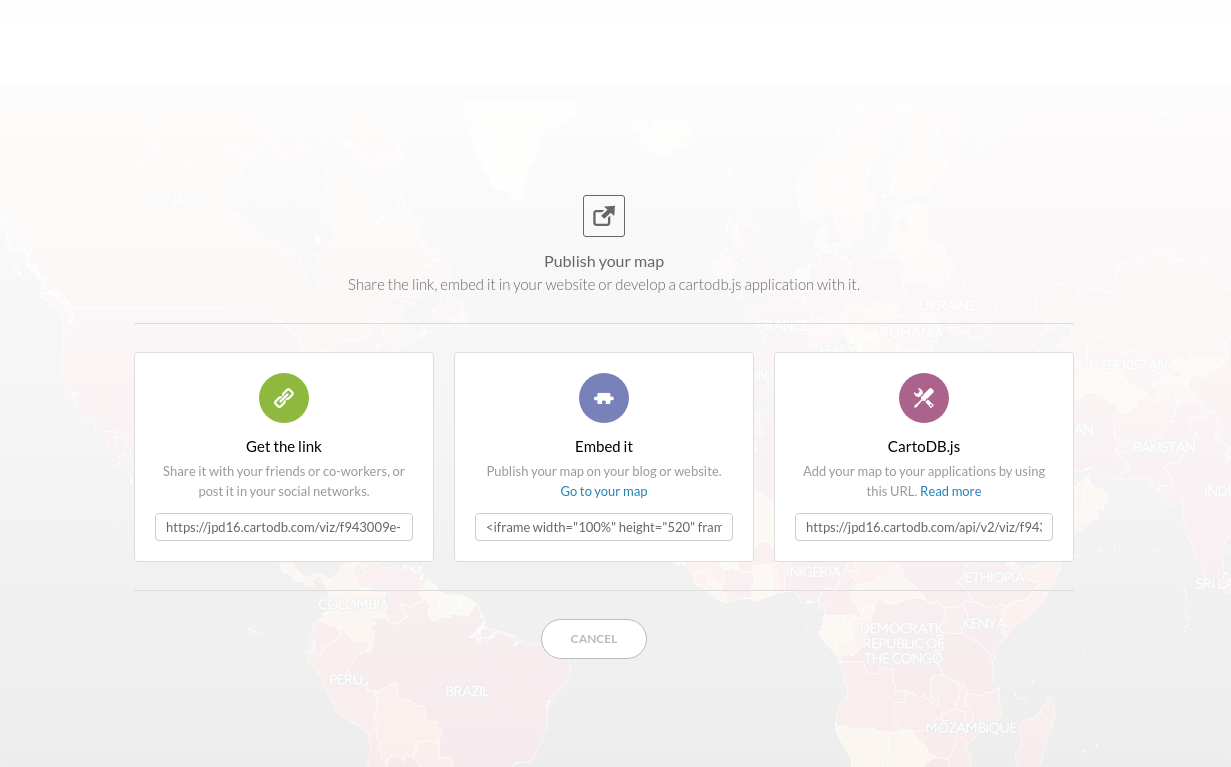 CANADA
Publish your map
Share the link, embed it in your website or develop a cartodb.js application with it.
UKRAINE
FRANCE
ROMANIA
ITALY
UZBEKISTAN
PAKISTAN
Get the link
Share it with your friends or co-workers, or
post it in your social networks.
https://jpd16.cartodb.com/viz/f943009e-
Embed it
Publish your map on your blog or website.
Go to your map
<iframe width="100%" height="520" fram
CartoDB.js
Add your map to your applications by using
this URL. Read more
https://jpd16.cartodb.com/api/v2/viz/f943
Arabian Sea
NIGERIA
ETHIOPIA
SRI LA
COLOMBIA
DEMOCRATIC
REPUBLIC OF
THE CONGO
KENYA
CANCEL
PERU
BRAZIL
MOZAMBIQUE